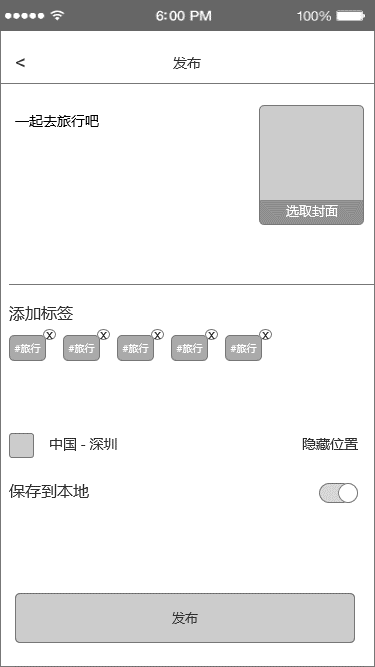 6:00 PM 100%
< 发布
一起去旅行吧
选取封面
添加标签
#旅行 x #旅行 x #旅行 x #旅行 x #旅行 x
中国 - 深圳 隐藏位置
保存到本地
发布